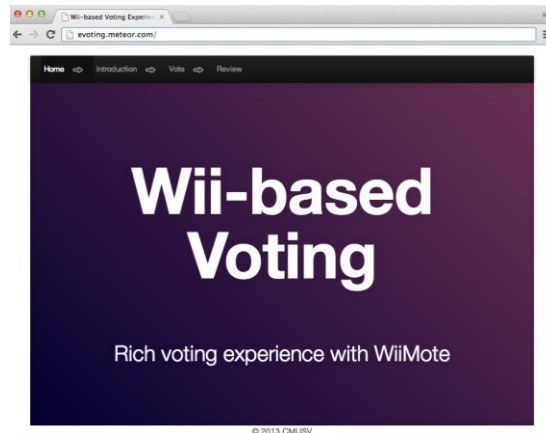 Wii-based Voting Experien
evoting.meteor.com/
Home ⇨ Introduction ⇨ Vote ⇨ Review
Wii-based
Voting
Rich voting experience with WiiMote
© 2013 CMUSV